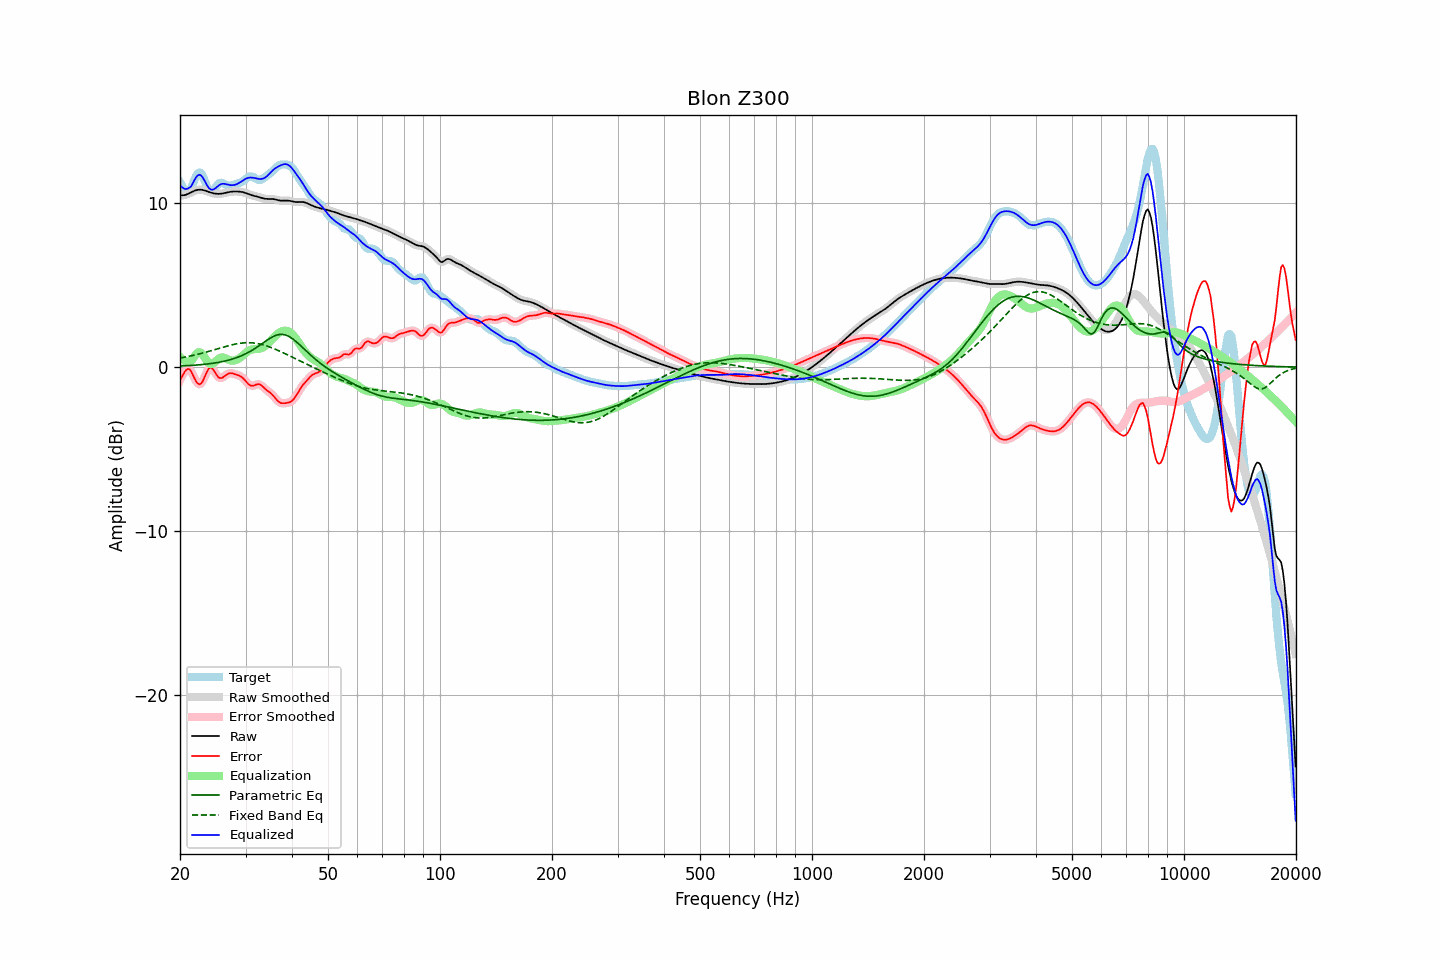 Blon Z300
10
0
−10
−20
Amplitude (dBr)
Target
Raw Smoothed
Error Smoothed
Raw
Error
Equalization
Parametric Eq
Fixed Band Eq
Equalized
20
50
100
200
500
1000
2000
5000
10000
20000
Frequency (Hz)